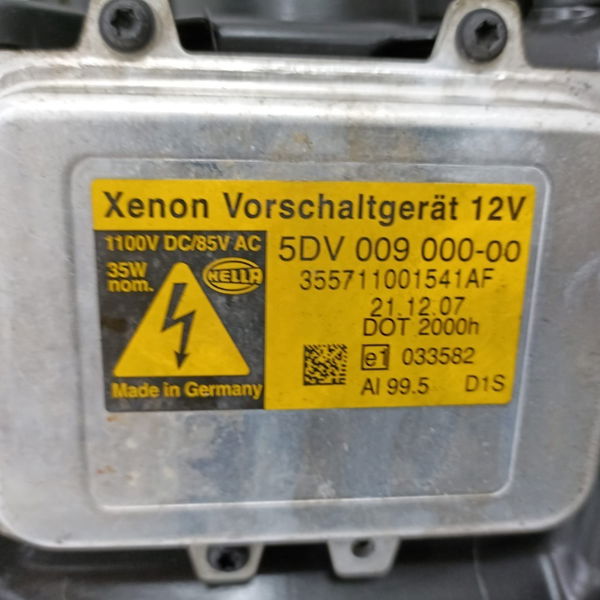 Xenon Vorschaltgerät 12V
1100V DC/85V AC
35W
nom.
HELLA
Made in Germany
5DV 009 000-00
355711001541AF
21.12.07
DOT 2000h
e1 033582
Al 99.5 D1S